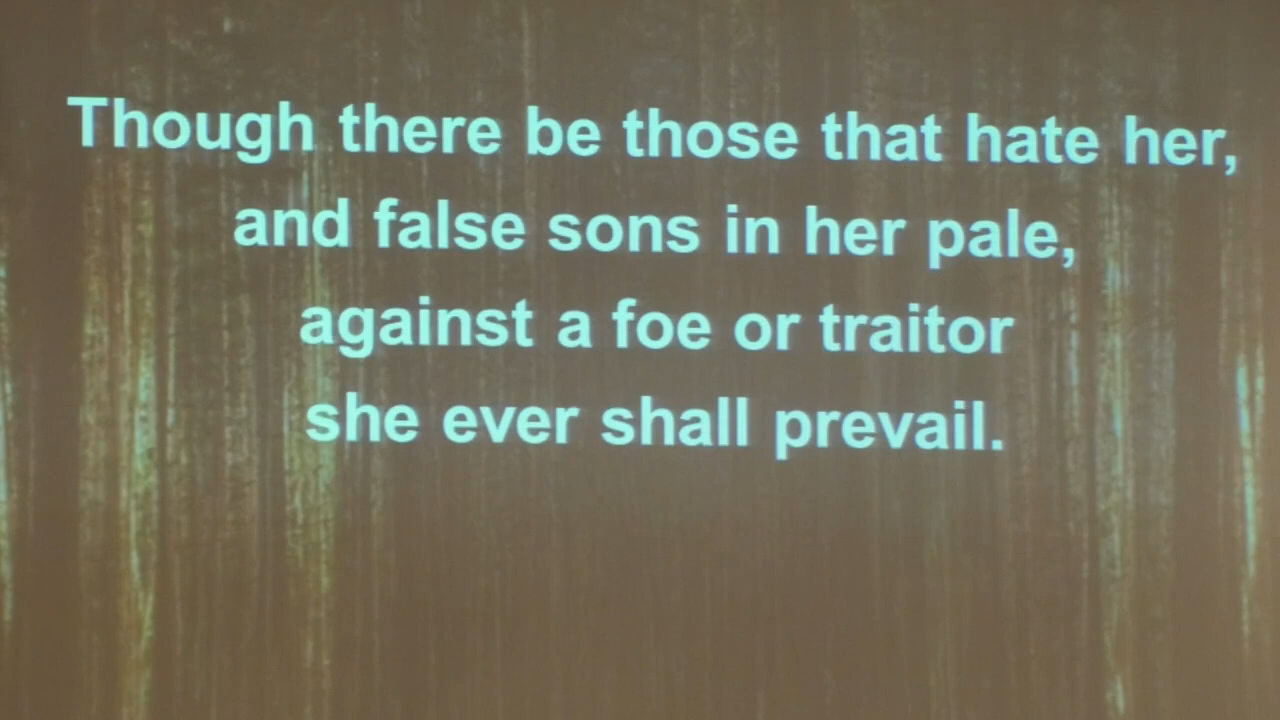 Though there be those that hate her,
and false sons in her pale,
against a foe or traitor
she ever shall prevail.